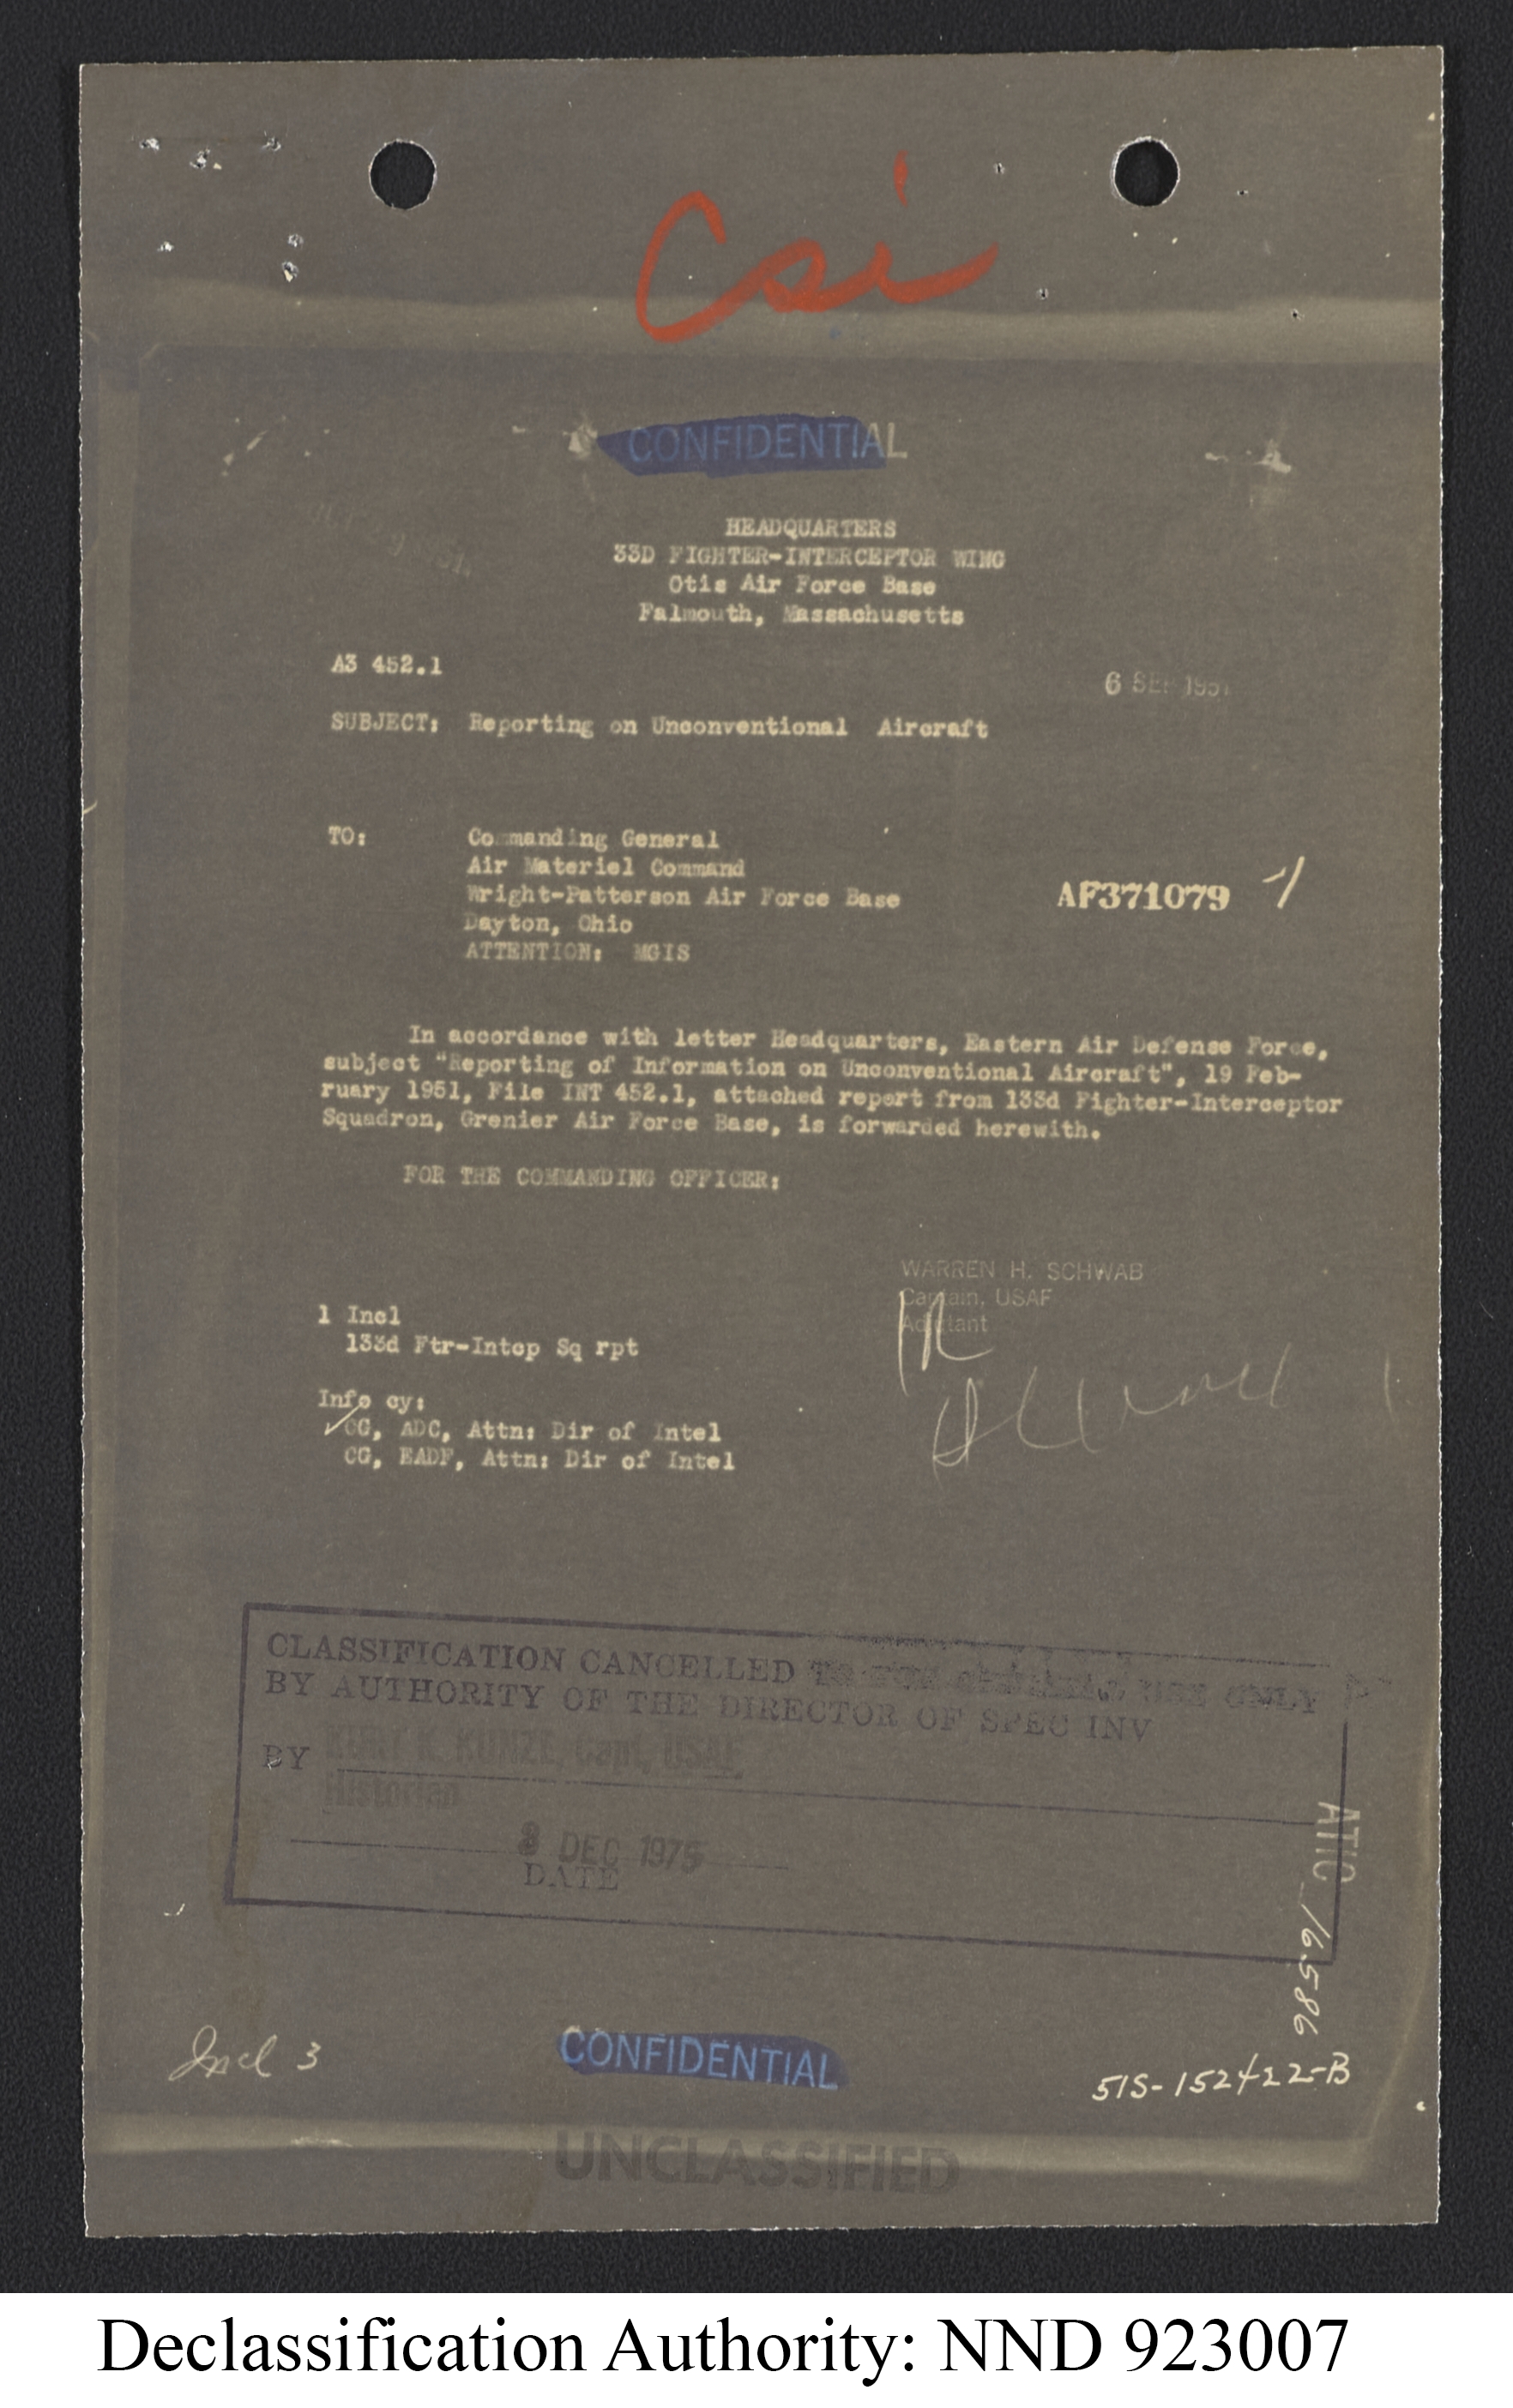 Csi
CONFIDENTIAL
HEADQUARTERS
33D FIGHTER-INTERCEPTOR WING
Otis Air Force Base
Falmouth, Massachusetts
A3 452.1
6 SEP 1951
SUBJECT: Reporting on Unconventional Aircraft
TO: Commanding General
Air Materiel Command
Wright-Patterson Air Force Base
AF371079 -1
Dayton, Ohio
ATTENTION: MGIS
In accordance with letter Headquarters, Eastern Air Defense Force,
subject "Reporting of Information on Unconventional Aircraft", 19 Feb-
ruary 1951, File INT 452.1, attached report from 133d Fighter-Interceptor
Squadron, Grenier Air Force Base, is forwarded herewith.
FOR THE COMMANDING OFFICER:
WARREN H. SCHWAB
Captain, USAF
Adjutant
1 Incl
133d Ftr-Intcp Sq rpt
Info cy:
CG, ADC, Attn: Dir of Intel
CG, EADF, Attn: Dir of Intel
CLASSIFICATION CANCELLED USE ONLY
BY AUTHORITY OF THE DIRECTOR OF SPEC INV
BY KURT K. KUNZE, Capt, USAF
Historian
8 DEC 1975
DATE
ATIC 16586
Incl 3
CONFIDENTIAL
515-152422-B
UNCLASSIFIED
Declassification Authority: NND 923007